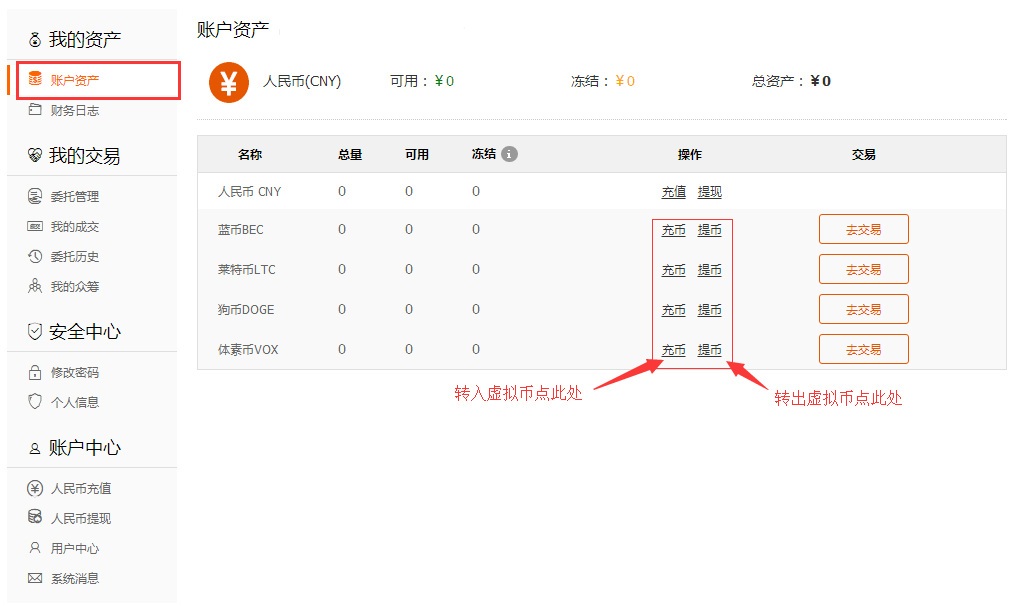 我的资产
账户资产
财务日志
我的交易
委托管理
我的成交
委托历史
我的众筹
安全中心
修改密码
个人信息
账户中心
人民币充值
人民币提现
用户中心
系统消息
账户资产
人民币(CNY) 可用：¥0 冻结：¥0 总资产：¥0
名称 总量 可用 冻结 操作 交易
人民币 CNY 0 0 0 充值 提现
蓝币BEC 0 0 0 充币 提币 去交易
莱特币LTC 0 0 0 充币 提币 去交易
狗币DOGE 0 0 0 充币 提币 去交易
体素币VOX 0 0 0 充币 提币 去交易
转入虚拟币点此处
转出虚拟币点此处